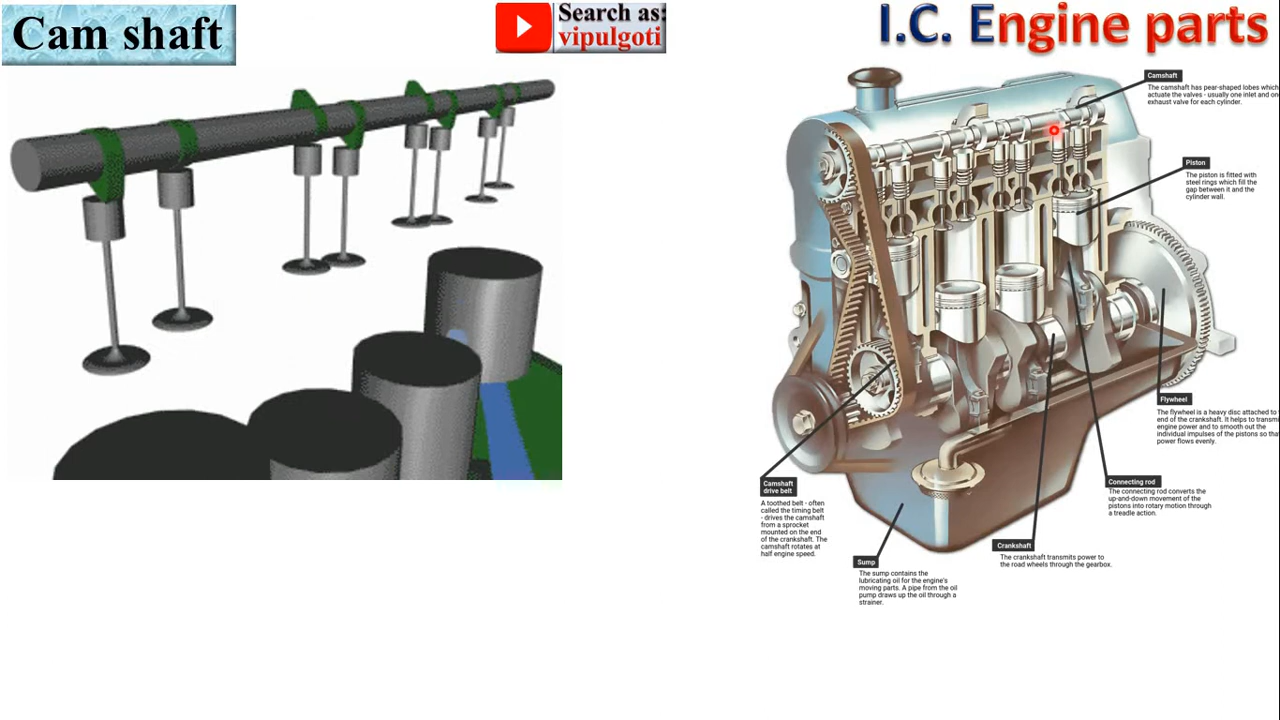 Cam shaft
Search as:
vipulgoti
I.C. Engine parts
Camshaft
The camshaft has pear-shaped lobes which
actuate the valves - usually one inlet and on
exhaust valve for each cylinder.
Piston
The piston is fitted with
steel rings which fill the
gap between it and the
cylinder wall.
Flywheel
The flywheel is a heavy disc attached to
end of the crankshaft. It helps to transm
engine power and to smooth out the
individual impulses of the pistons so tha
power flows evenly.
Connecting rod
The connecting rod converts the
up-and-down movement of the
pistons into rotary motion through
a treadle action.
Crankshaft
The crankshaft transmits power to
the road wheels through the gearbox.
Camshaft
drive belt
A toothed belt - often
called the timing belt
- drives the camshaft
from a sprocket
mounted on the end
of the crankshaft. The
camshaft rotates at
half engine speed.
Sump
The sump contains the
lubricating oil for the engine's
moving parts. A pipe from the oil
pump draws up the oil through a
strainer.